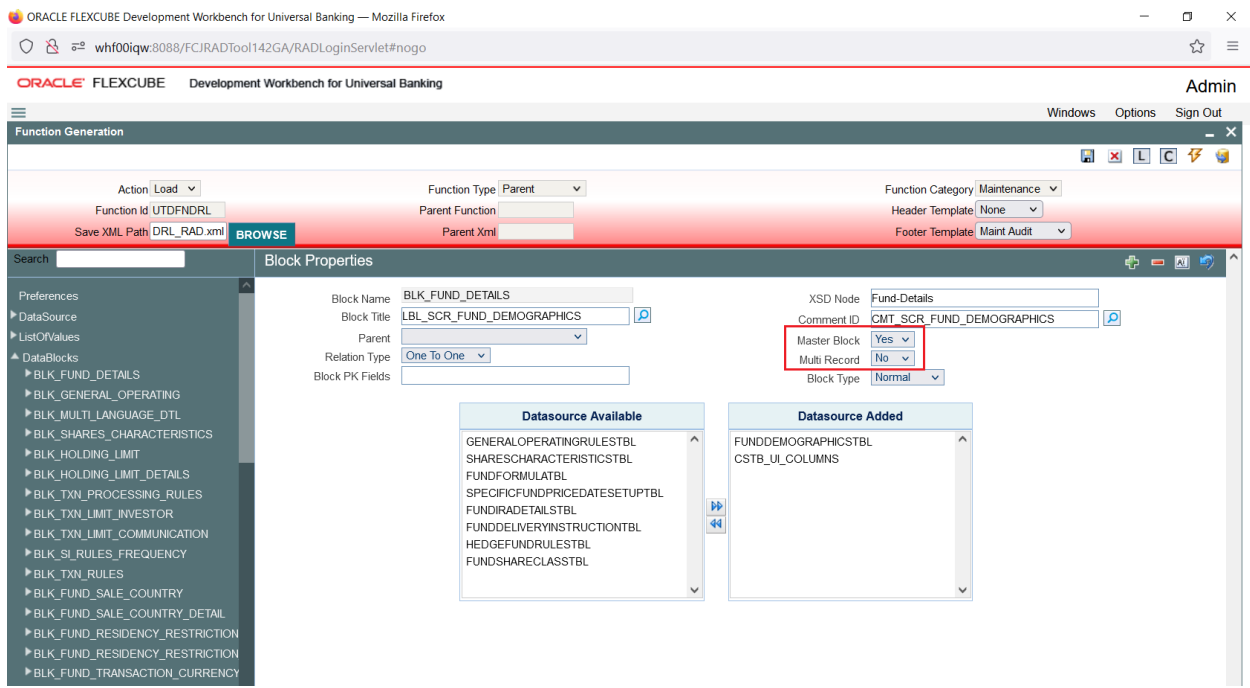 ORACLE FLEXCUBE Development Workbench for Universal Banking — Mozilla Firefox
whf00iqw:8088/FCJRADTool142GA/RADLoginServlet#nogo
ORACLE FLEXCUBE Development Workbench for Universal Banking
Admin
Windows Options Sign Out
Function Generation
L C
Action Load Function Type Parent Function Category Maintenance
Function Id UTDFNDRL Parent Function Header Template None
Save XML Path DRL_RAD.xml BROWSE Parent Xml Footer Template Maint Audit
Search
Block Properties
Preferences
DataSource
ListOfValues
DataBlocks
BLK_FUND_DETAILS
BLK_GENERAL_OPERATING
BLK_MULTI_LANGUAGE_DTL
BLK_SHARES_CHARACTERISTICS
BLK_HOLDING_LIMIT
BLK_HOLDING_LIMIT_DETAILS
BLK_TXN_PROCESSING_RULES
BLK_TXN_LIMIT_INVESTOR
BLK_TXN_LIMIT_COMMUNICATION
BLK_SI_RULES_FREQUENCY
BLK_TXN_RULES
BLK_FUND_SALE_COUNTRY
BLK_FUND_SALE_COUNTRY_DETAIL
BLK_FUND_RESIDENCY_RESTRICTION
BLK_FUND_RESIDENCY_RESTRICTION
BLK_FUND_TRANSACTION_CURRENCY
Block Name BLK_FUND_DETAILS
Block Title LBL_SCR_FUND_DEMOGRAPHICS
Parent
Relation Type One To One
Block PK Fields
XSD Node Fund-Details
Comment ID CMT_SCR_FUND_DEMOGRAPHICS
Master Block Yes
Multi Record No
Block Type Normal
Datasource Available
GENERALOPERATINGRULESTBL
SHARESCHARACTERISTICSTBL
FUNDFORMULATBL
SPECIFICFUNDPRICEDATESETUPTBL
FUNDIRADETAILSTBL
FUNDDELIVERYINSTRUCTIONTBL
HEDGEFUNDRULESTBL
FUNDSHARECLASSTBL
Datasource Added
FUNDDEMOGRAPHICSTBL
CSTB_UI_COLUMNS